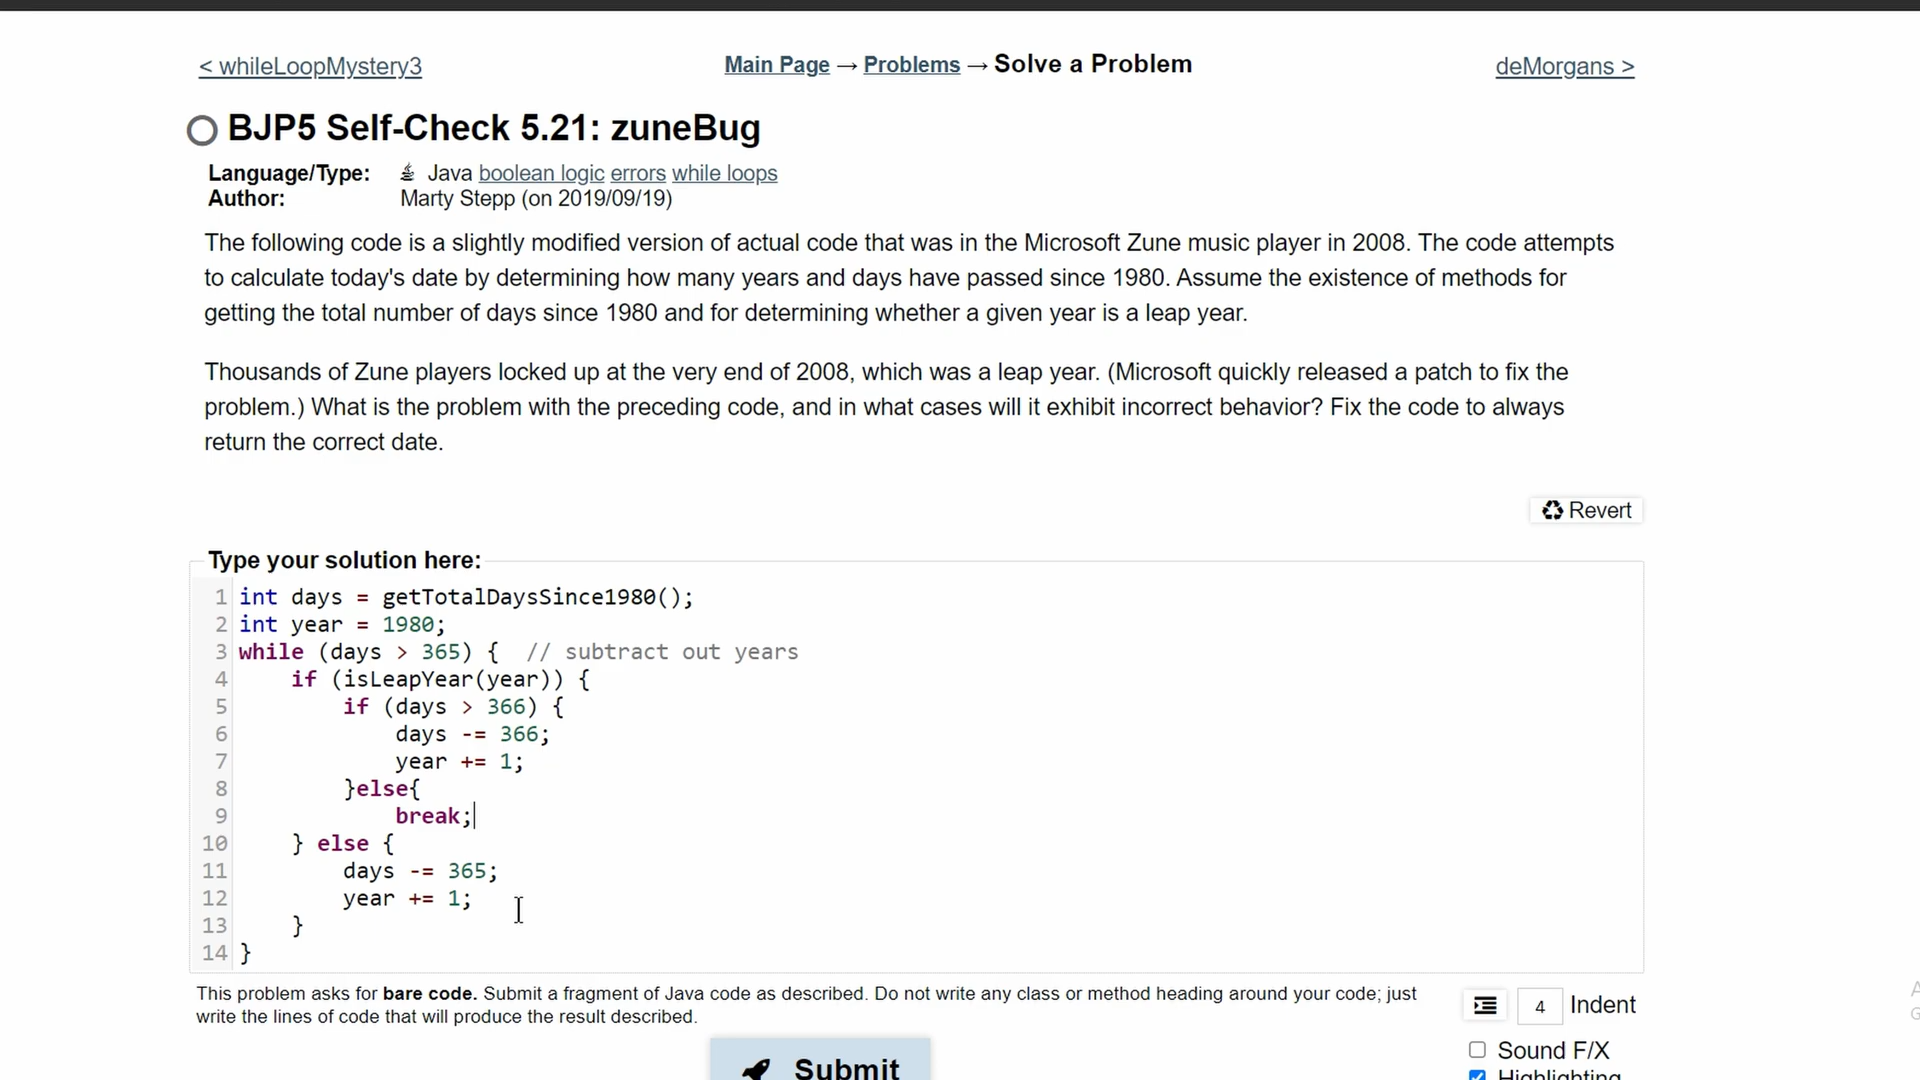 < whileLoopMystery3
Main Page → Problems → Solve a Problem
deMorgans >
BJP5 Self-Check 5.21: zuneBug
Language/Type: Java boolean logic errors while loops
Author: Marty Stepp (on 2019/09/19)
The following code is a slightly modified version of actual code that was in the Microsoft Zune music player in 2008. The code attempts
to calculate today's date by determining how many years and days have passed since 1980. Assume the existence of methods for
getting the total number of days since 1980 and for determining whether a given year is a leap year.
Thousands of Zune players locked up at the very end of 2008, which was a leap year. (Microsoft quickly released a patch to fix the
problem.) What is the problem with the preceding code, and in what cases will it exhibit incorrect behavior? Fix the code to always
return the correct date.
Revert
Type your solution here:
1 int days = getTotalDaysSince1980();
2 int year = 1980;
3 while (days > 365) {  // subtract out years
4     if (isLeapYear(year)) {
5         if (days > 366) {
6             days -= 366;
7             year += 1;
8         }else{
9             break;
10     } else {
11         days -= 365;
12         year += 1;
13     }
14 }
This problem asks for bare code. Submit a fragment of Java code as described. Do not write any class or method heading around your code; just
write the lines of code that will produce the result described.
4 Indent
Sound F/X
Highlighting
Submit